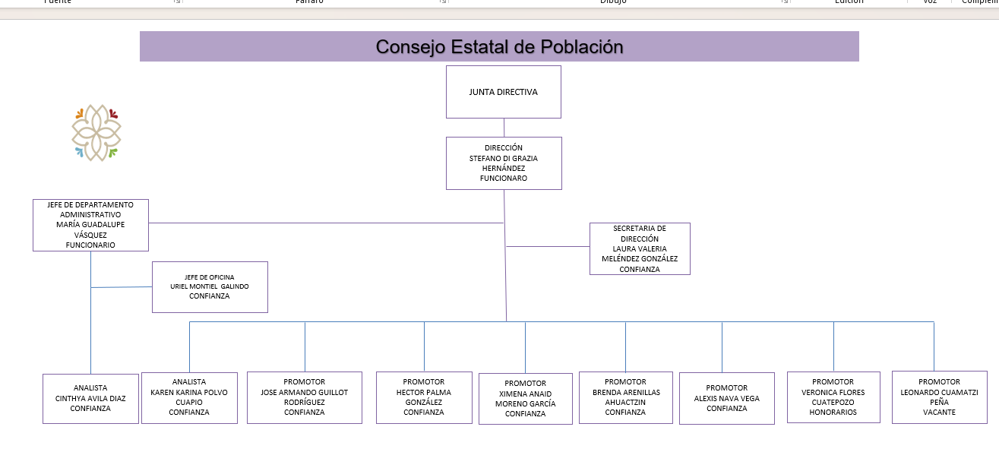 Fuente Párrafo Dibujo Edición Voz
Consejo Estatal de Población
JUNTA DIRECTIVA
DIRECCIÓN
STEFANO DI GRAZIA
HERNÁNDEZ
FUNCIONARO
JEFE DE DEPARTAMENTO
ADMINISTRATIVO
MARÍA GUADALUPE
VÁSQUEZ
FUNCIONARIO
SECRETARIA DE
DIRECCIÓN
LAURA VALERIA
MELÉNDEZ GONZÁLEZ
CONFIANZA
JEFE DE OFICINA
URIEL MONTIEL GALINDO
CONFIANZA
ANALISTA
CINTHYA AVILA DIAZ
CONFIANZA
ANALISTA
KAREN KARINA POLVO
CUAPIO
CONFIANZA
PROMOTOR
JOSE ARMANDO GUILLOT
RODRÍGUEZ
CONFIANZA
PROMOTOR
HECTOR PALMA
GONZÁLEZ
CONFIANZA
PROMOTOR
XIMENA ANAID
MORENO GARCÍA
CONFIANZA
PROMOTOR
BRENDA ARENILLAS
AHUACTZIN
CONFIANZA
PROMOTOR
ALEXIS NAVA VEGA
CONFIANZA
PROMOTOR
VERONICA FLORES
CUATEPOZO
HONORARIOS
PROMOTOR
LEONARDO CUAMATZI
PEÑA
VACANTE